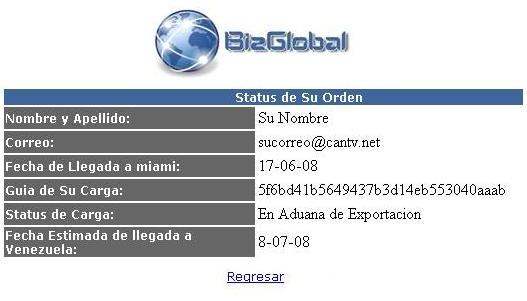 BizGlobal
Status de Su Orden
Nombre y Apellido: Su Nombre
Correo: sucorreo@cantv.net
Fecha de Llegada a miami: 17-06-08
Guia de Su Carga: 5f6bd41b5649437b3d14eb553040aaab
Status de Carga: En Aduana de Exportacion
Fecha Estimada de llegada a
Venezuela: 8-07-08
Regresar